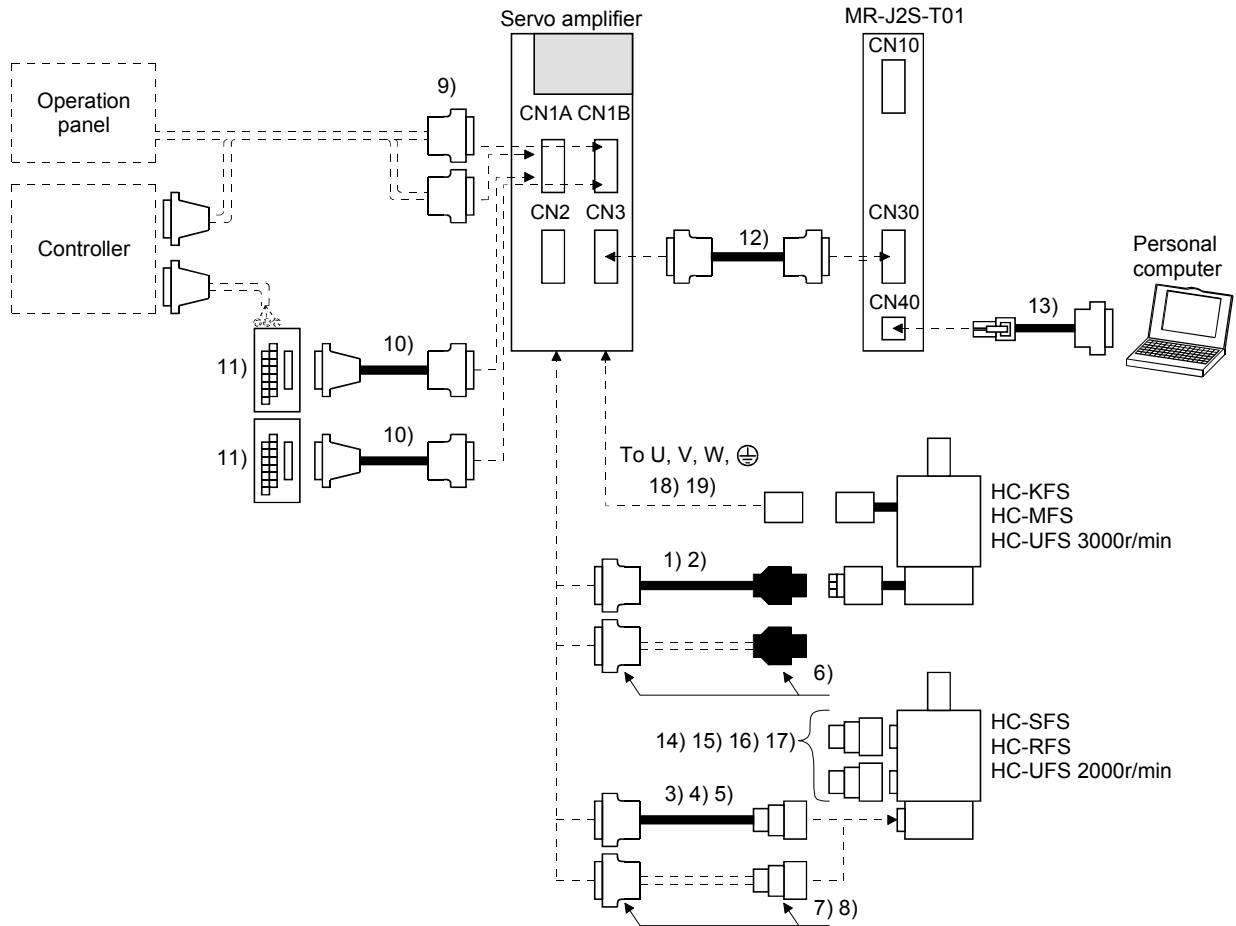 Servo amplifier
MR-J2S-T01
CN10
Operation
panel
9)
CN1A CN1B
Controller
CN2 CN3
CN30
12)
Personal
computer
CN40
13)
10)
11)
10)
11)
To U, V, W,
18) 19)
HC-KFS
HC-MFS
HC-UFS 3000r/min
1) 2)
6)
14) 15) 16) 17)
HC-SFS
HC-RFS
HC-UFS 2000r/min
3) 4) 5)
7) 8)